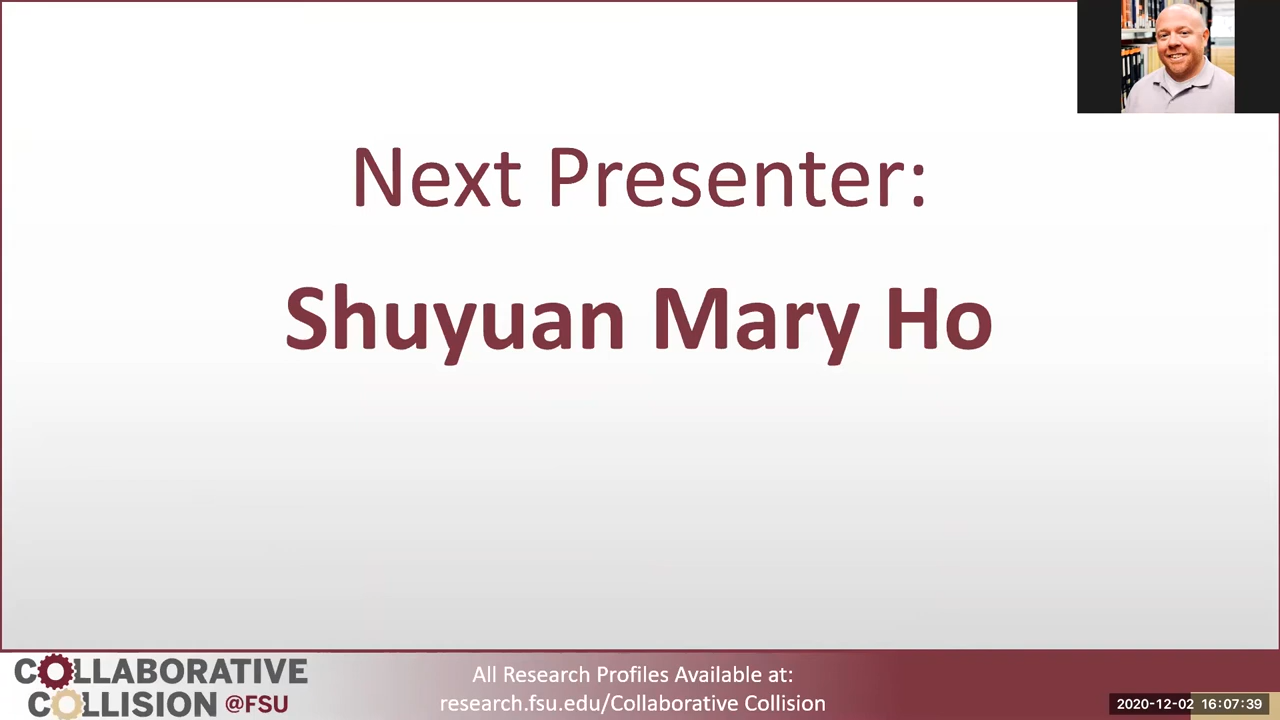 Next Presenter:
Shuyuan Mary Ho
COLLABORATIVE
COLLISION @FSU
All Research Profiles Available at:
research.fsu.edu/Collaborative Collision
2020-12-02 16:07:39